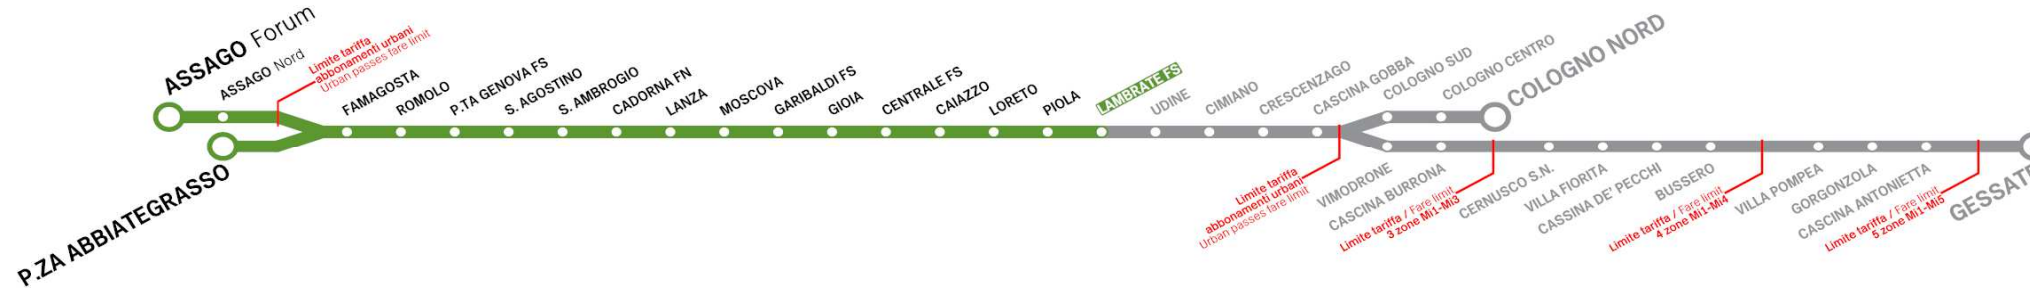 ASSAGO Forum
ASSAGO Nord
Limite tariffa
abbonamenti urbani
Urban passes fare limit
P.ZA ABBIATEGRASSO
FAMAGOSTA
ROMOLO
P.TA GENOVA FS
S. AGOSTINO
S. AMBROGIO
CADORNA FN
LANZA
MOSCOVA
GARIBALDI FS
GIOIA
CENTRALE FS
CAIAZZO
LORETO
PIOLA
LAMBRATE FS
UDINE
CIMIANO
CRESCENZAGO
CASCINA GOBBA
COLOGNO SUD
COLOGNO CENTRO
COLOGNO NORD
Limite tariffa
abbonamenti urbani
Urban passes fare limit
VIMODRONE
CASCINA BURRONA
Limite tariffa / Fare limit
3 zone Mi1-Mi3
CERNUSCO S.N.
VILLA FIORITA
CASSINA DE' PECCHI
BUSSERO
Limite tariffa / Fare limit
4 zone Mi1-Mi4
VILLA POMPEA
GORGONZOLA
CASCINA ANTONIETTA
Limite tariffa / Fare limit
5 zone Mi1-Mi5
GESSATE